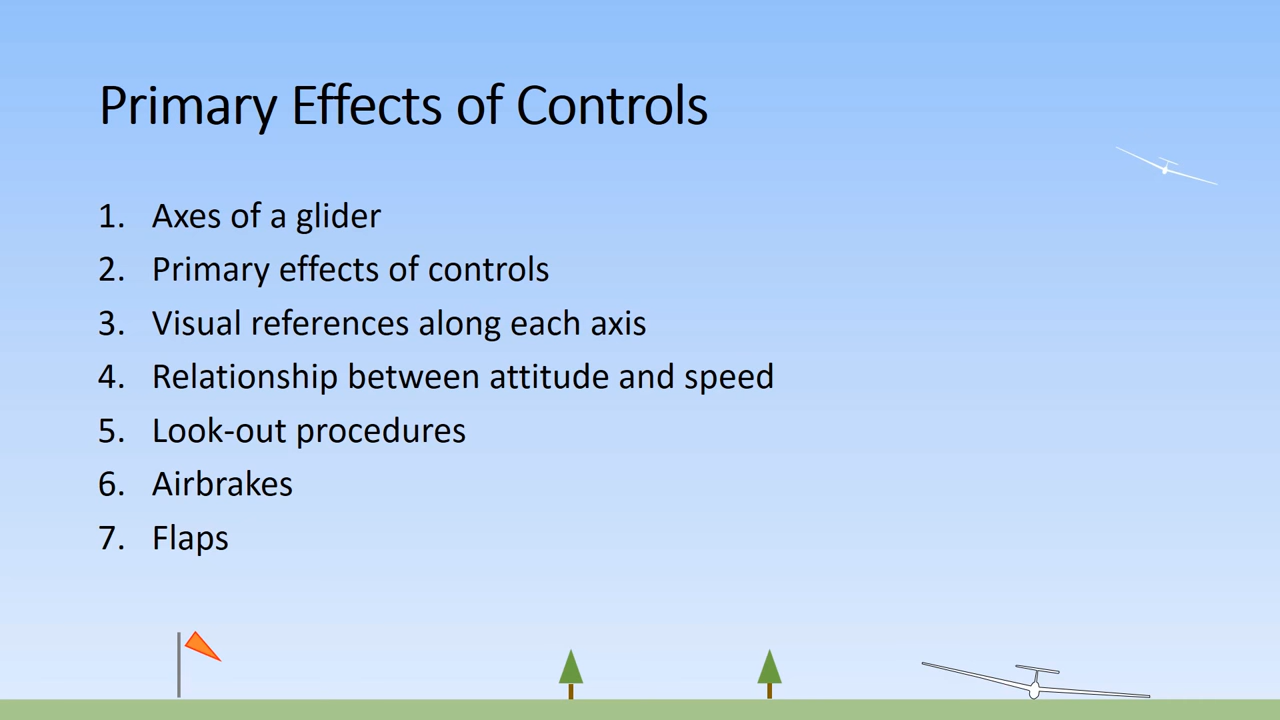 Primary Effects of Controls
1. Axes of a glider
2. Primary effects of controls
3. Visual references along each axis
4. Relationship between attitude and speed
5. Look-out procedures
6. Airbrakes
7. Flaps